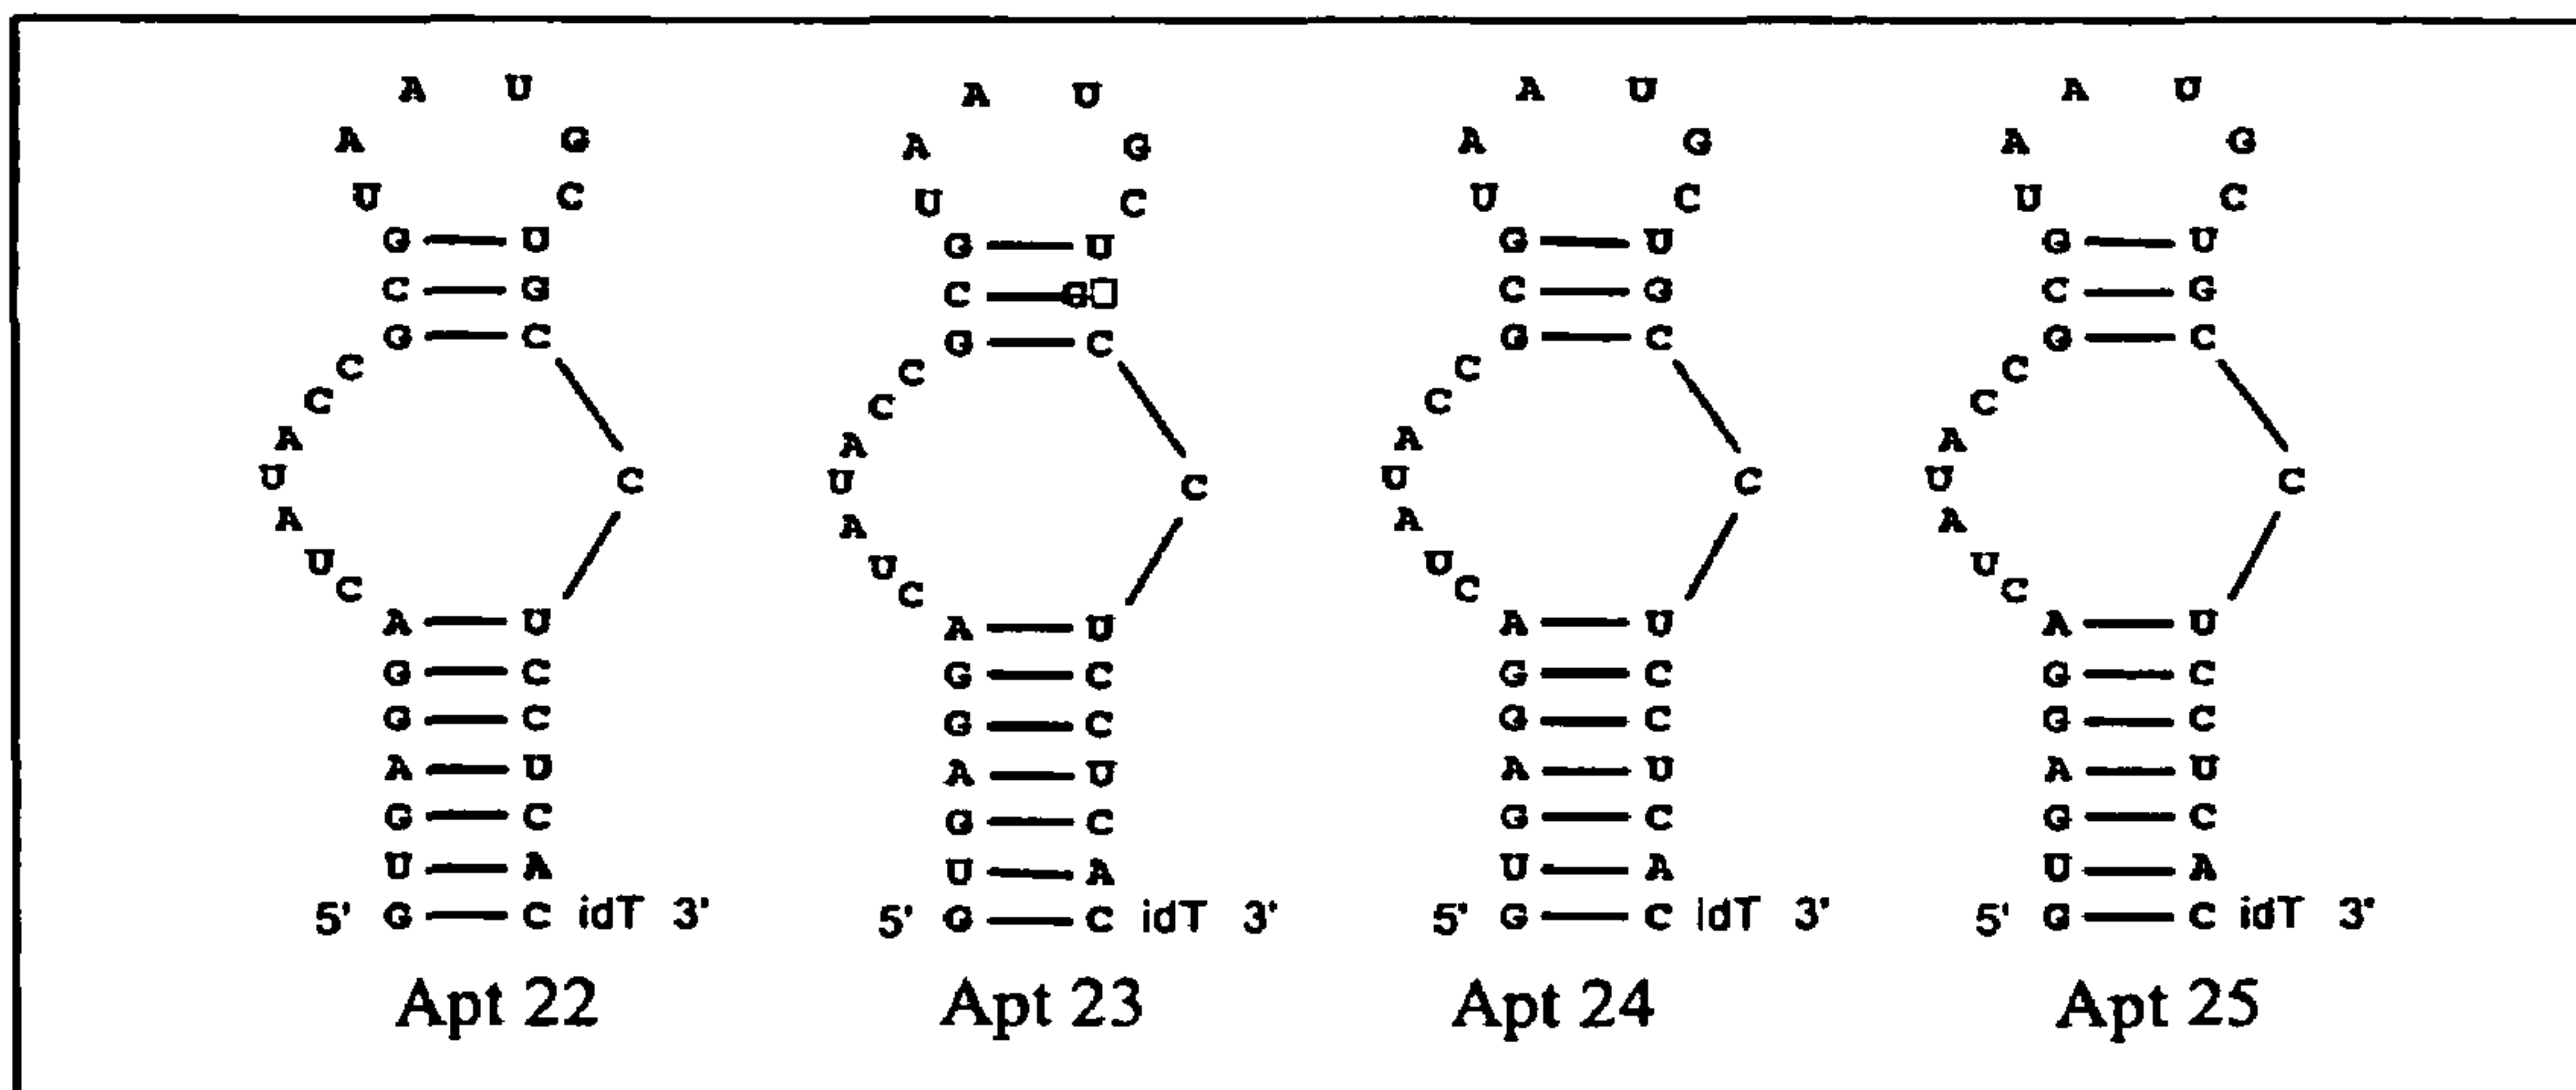 A U A U A U A U
A G A G A G A G
U C U C U C U C
G U G U G U G U
C G C G□ C G C G
G C G C G C G C
C C C C
C C C C
A A A A
U C U C U C U C
A A A A
U U U U
C C C C
A U A U A U A U
G C G C G C G C
G C G C G C G C
A U A U A U A U
G C G C G C G C
U A U A U A U A
5' G C idT 3' 5' G C idT 3' 5' G C idT 3' 5' G C idT 3'
Apt 22 Apt 23 Apt 24 Apt 25